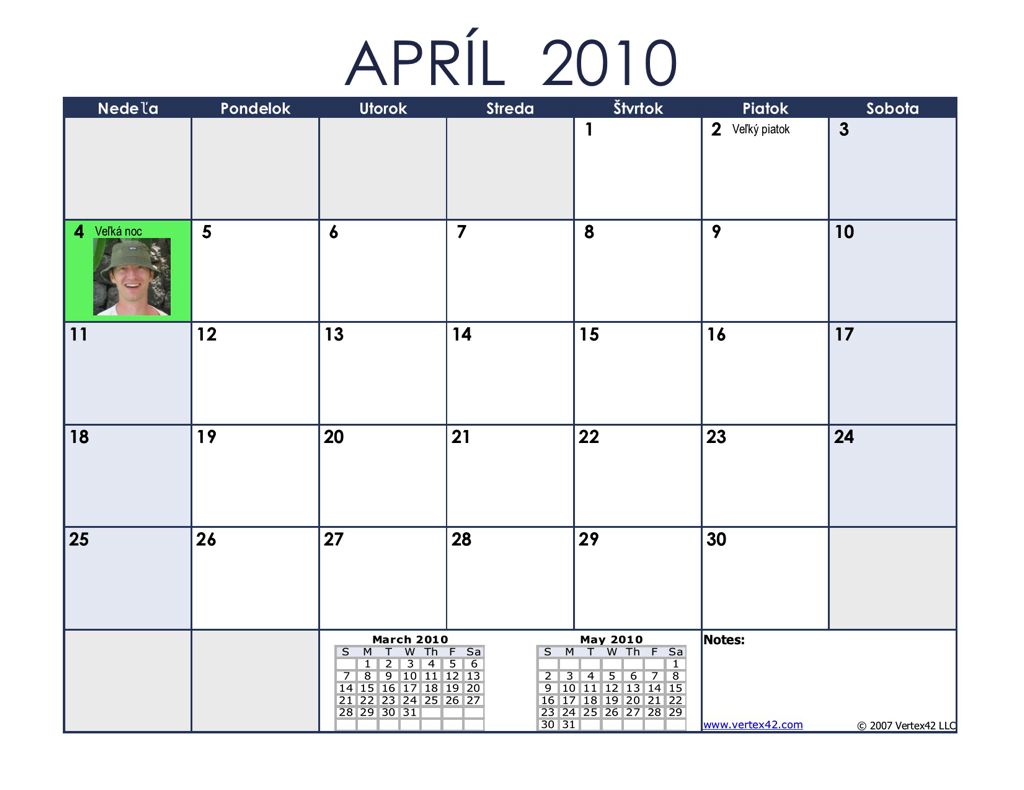 APRÍL 2010
Nedeľa Pondelok Utorok Streda Štvrtok Piatok Sobota
1 2 Veľký piatok 3
4 Veľká noc 5 6 7 8 9 10
11 12 13 14 15 16 17
18 19 20 21 22 23 24
25 26 27 28 29 30
March 2010
S M T W Th F Sa
1 2 3 4 5 6
7 8 9 10 11 12 13
14 15 16 17 18 19 20
21 22 23 24 25 26 27
28 29 30 31
May 2010
S M T W Th F Sa
1
2 3 4 5 6 7 8
9 10 11 12 13 14 15
16 17 18 19 20 21 22
23 24 25 26 27 28 29
30 31
Notes:
www.vertex42.com © 2007 Vertex42 LLC